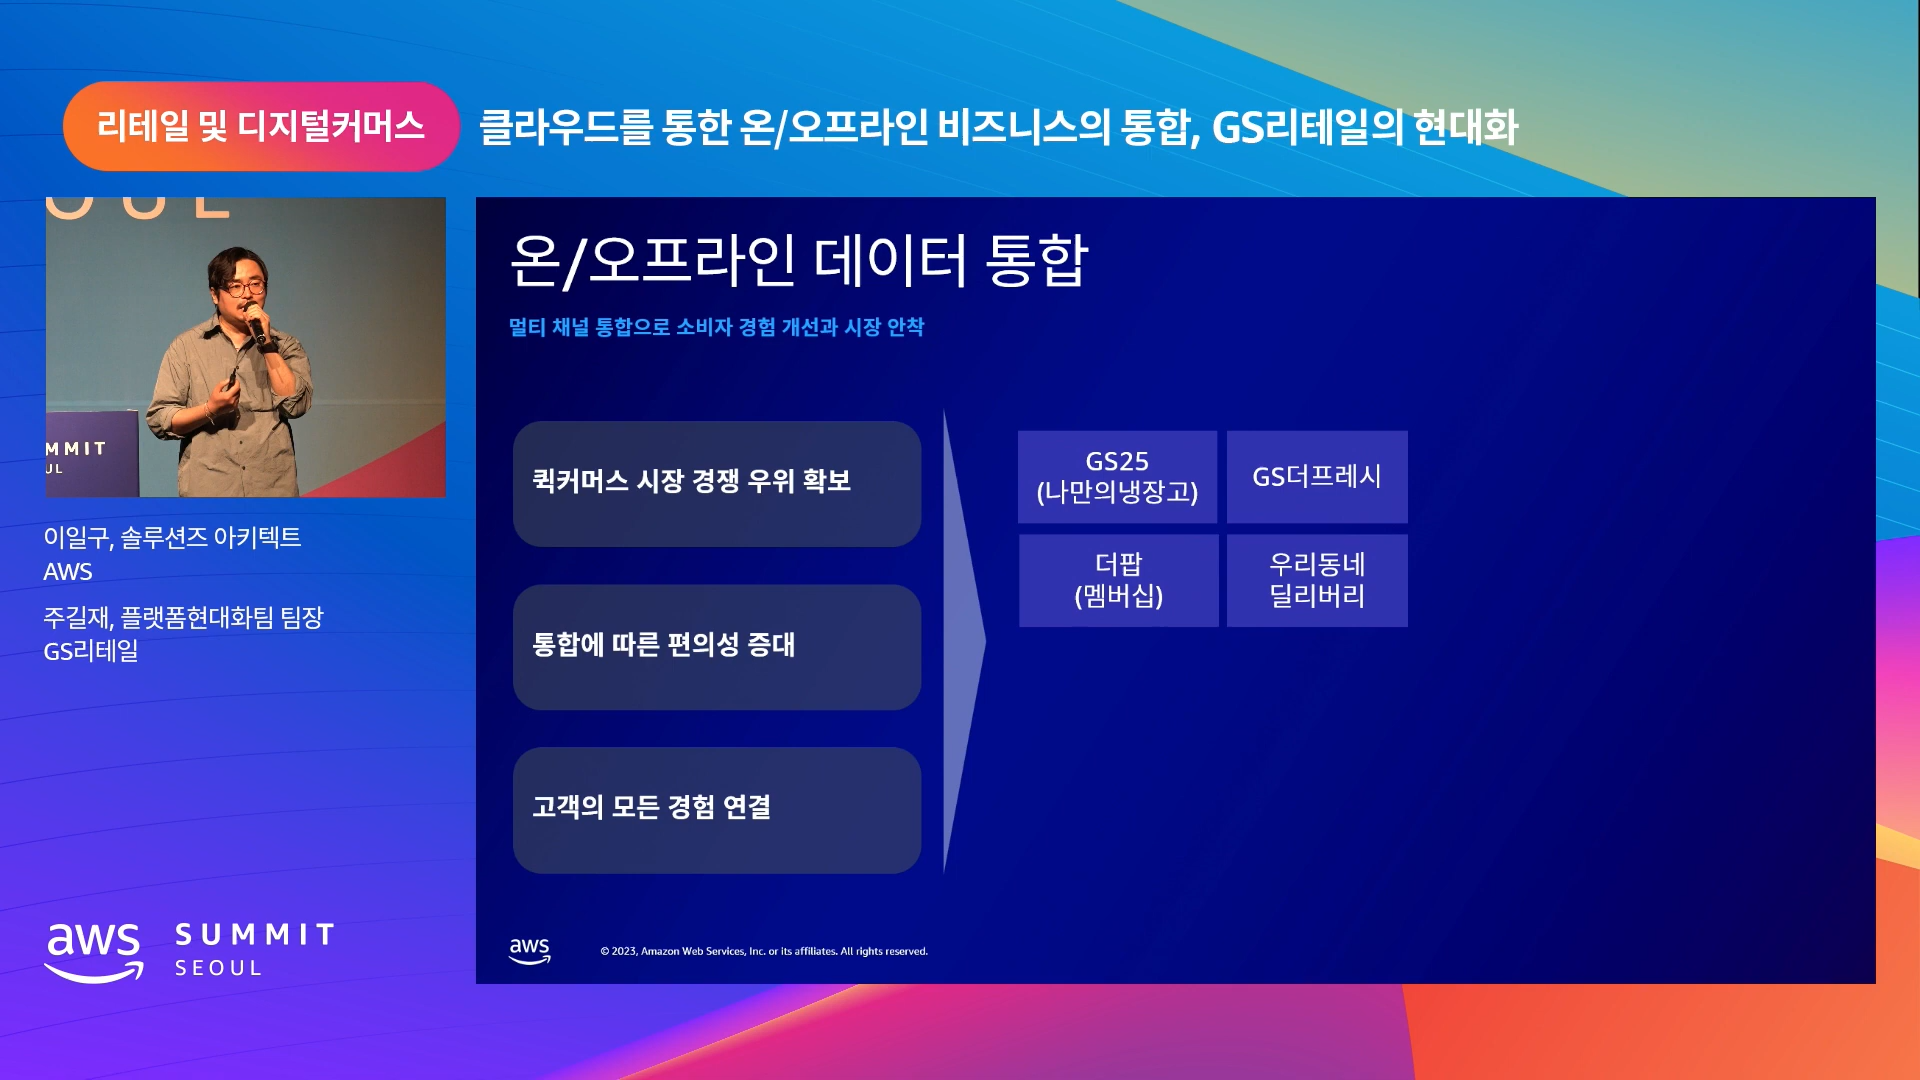 리테일 및 디지털커머스
클라우드를 통한 온/오프라인 비즈니스의 통합, GS리테일의 현대화
OUL
MMIT
UL
이일구, 솔루션즈 아키텍트
AWS
주길재, 플랫폼현대화팀 팀장
GS리테일
aws SUMMIT
SEOUL
온/오프라인 데이터 통합
멀티 채널 통합으로 소비자 경험 개선과 시장 안착
퀵커머스 시장 경쟁 우위 확보
통합에 따른 편의성 증대
고객의 모든 경험 연결
GS25
(나만의냉장고)
GS더프레시
더팝
(멤버십)
우리동네
딜리버리
aws
© 2023, Amazon Web Services, Inc. or its affiliates. All rights reserved.